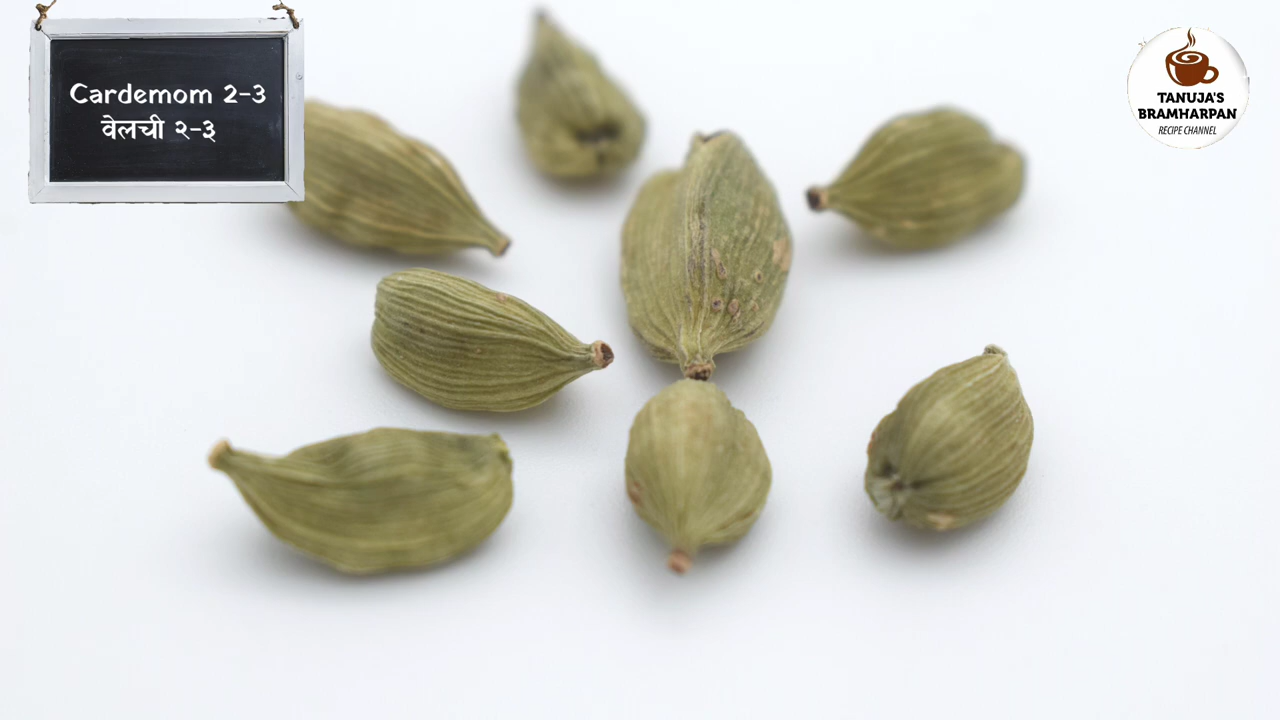 Cardemom 2-3
वेलची २-३
TANUJA'S
BRAMHARPAN
RECIPE CHANNEL